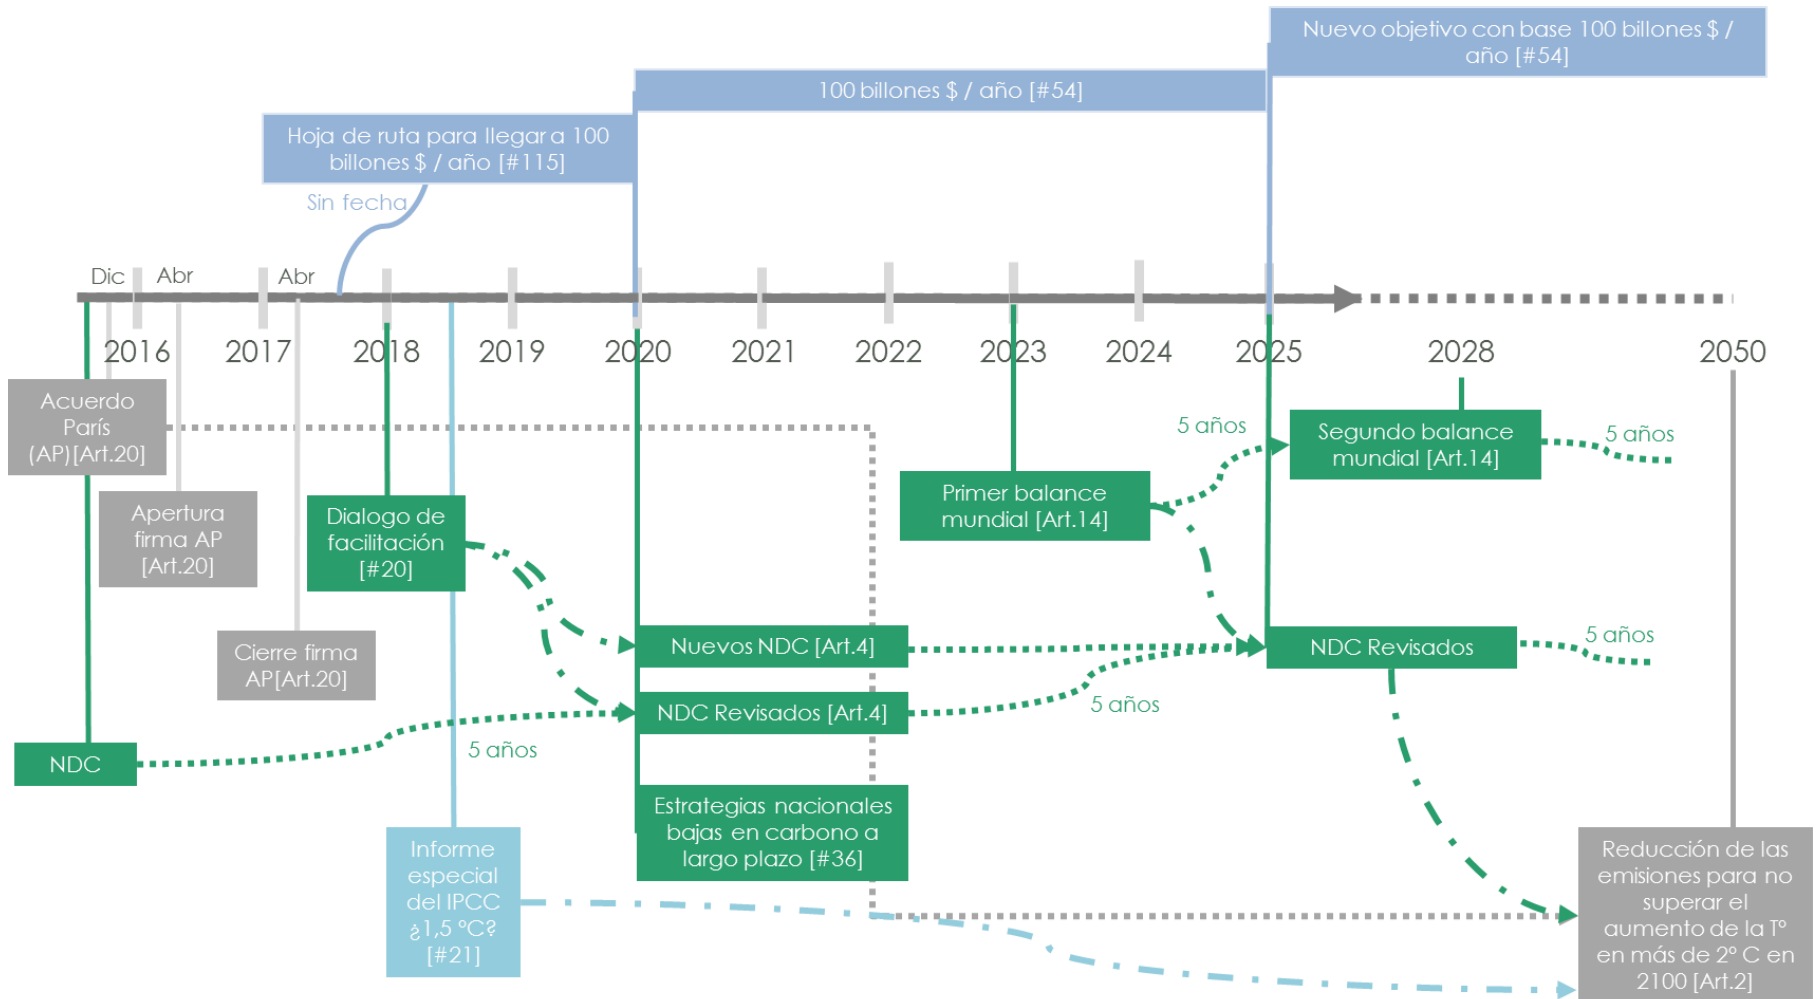 Nuevo objetivo con base 100 billones $ /
año [#54]
100 billones $ / año [#54]
Hoja de ruta para llegar a 100
billones $ / año [#115]
Sin fecha
Dic
Abr
Abr
2016
2017
2018
2019
2020
2021
2022
2023
2024
2025
2028
2050
Acuerdo
París
(AP)[Art.20]
Apertura
firma AP
[Art.20]
Cierre firma
AP[Art.20]
NDC
5 años
Dialogo de
facilitación
[#20]
Informe
especial
del IPCC
¿1,5 ºC?
[#21]
Nuevos NDC [Art.4]
NDC Revisados [Art.4]
Estrategias nacionales
bajas en carbono a
largo plazo [#36]
5 años
Primer balance
mundial [Art.14]
5 años
Segundo balance
mundial [Art.14]
5 años
NDC Revisados
5 años
Reducción de las
emisiones para no
superar el
aumento de la Tº
en más de 2º C en
2100 [Art.2]